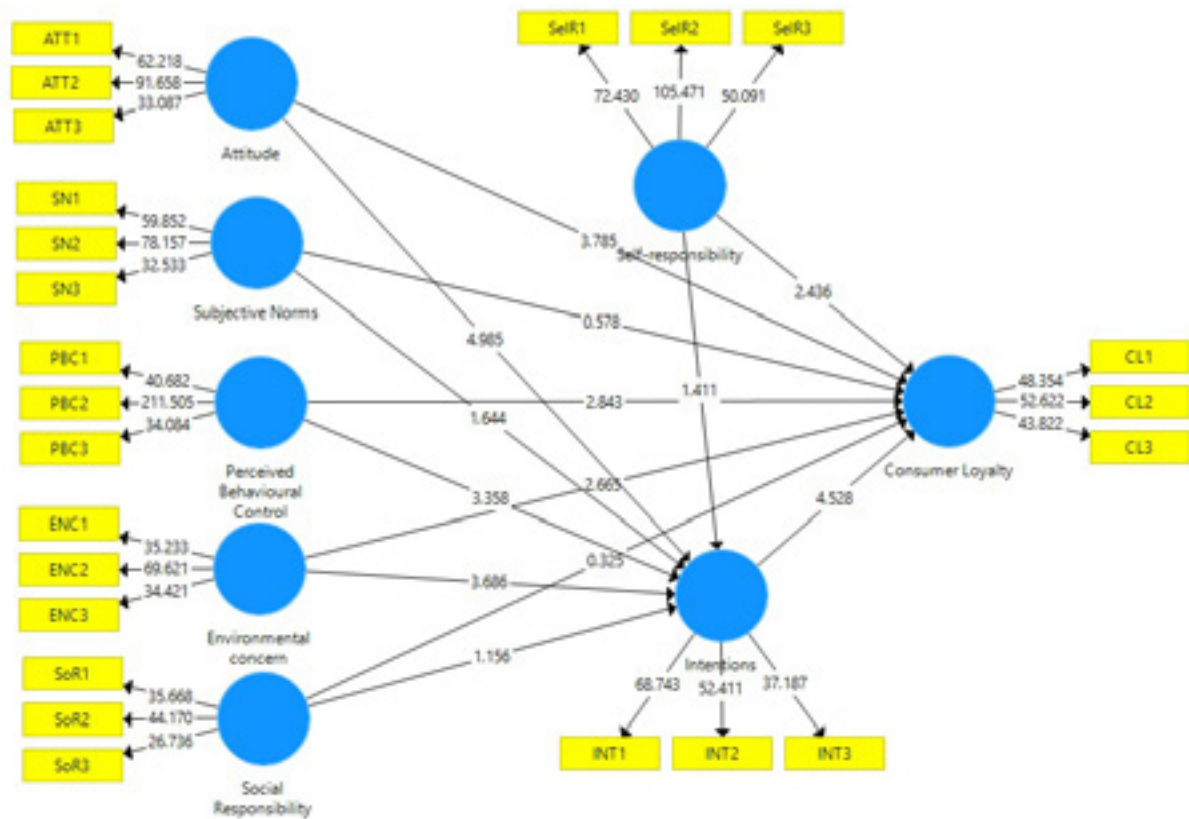 ATT1
62.218
ATT2
91.658
33.087
ATT3
Attitude
SelR1
SelR2
SelR3
72.430
105.471
50.091
Self-responsibility
SN1
59.852
SN2
78.157
32.533
SN3
Subjective Norms
3.785
2.436
0.578
4.985
PBC1
40.682
PBC2
211.505
34.084
PBC3
Perceived
Behavioural
Control
2.843
1.411
1.644
CL1
48.354
52.622
CL2
43.822
CL3
Consumer Loyalty
2.665
3.358
4.528
ENC1
35.233
ENC2
69.621
34.421
ENC3
Environmental
concern
0.325
3.686
1.156
SoR1
35.668
SoR2
44.170
26.736
SoR3
Social
Responsibility
Intentions
68.743
52.411
37.187
INT1
INT2
INT3